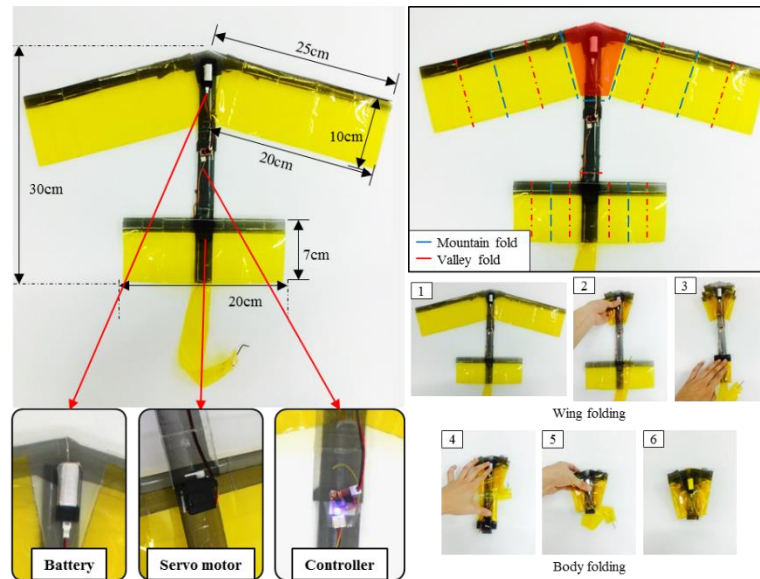 25cm
10cm
20cm
30cm
7cm
20cm
Battery
Servo motor
Controller
Mountain fold
Valley fold
1
2
3
Wing folding
4
5
6
Body folding